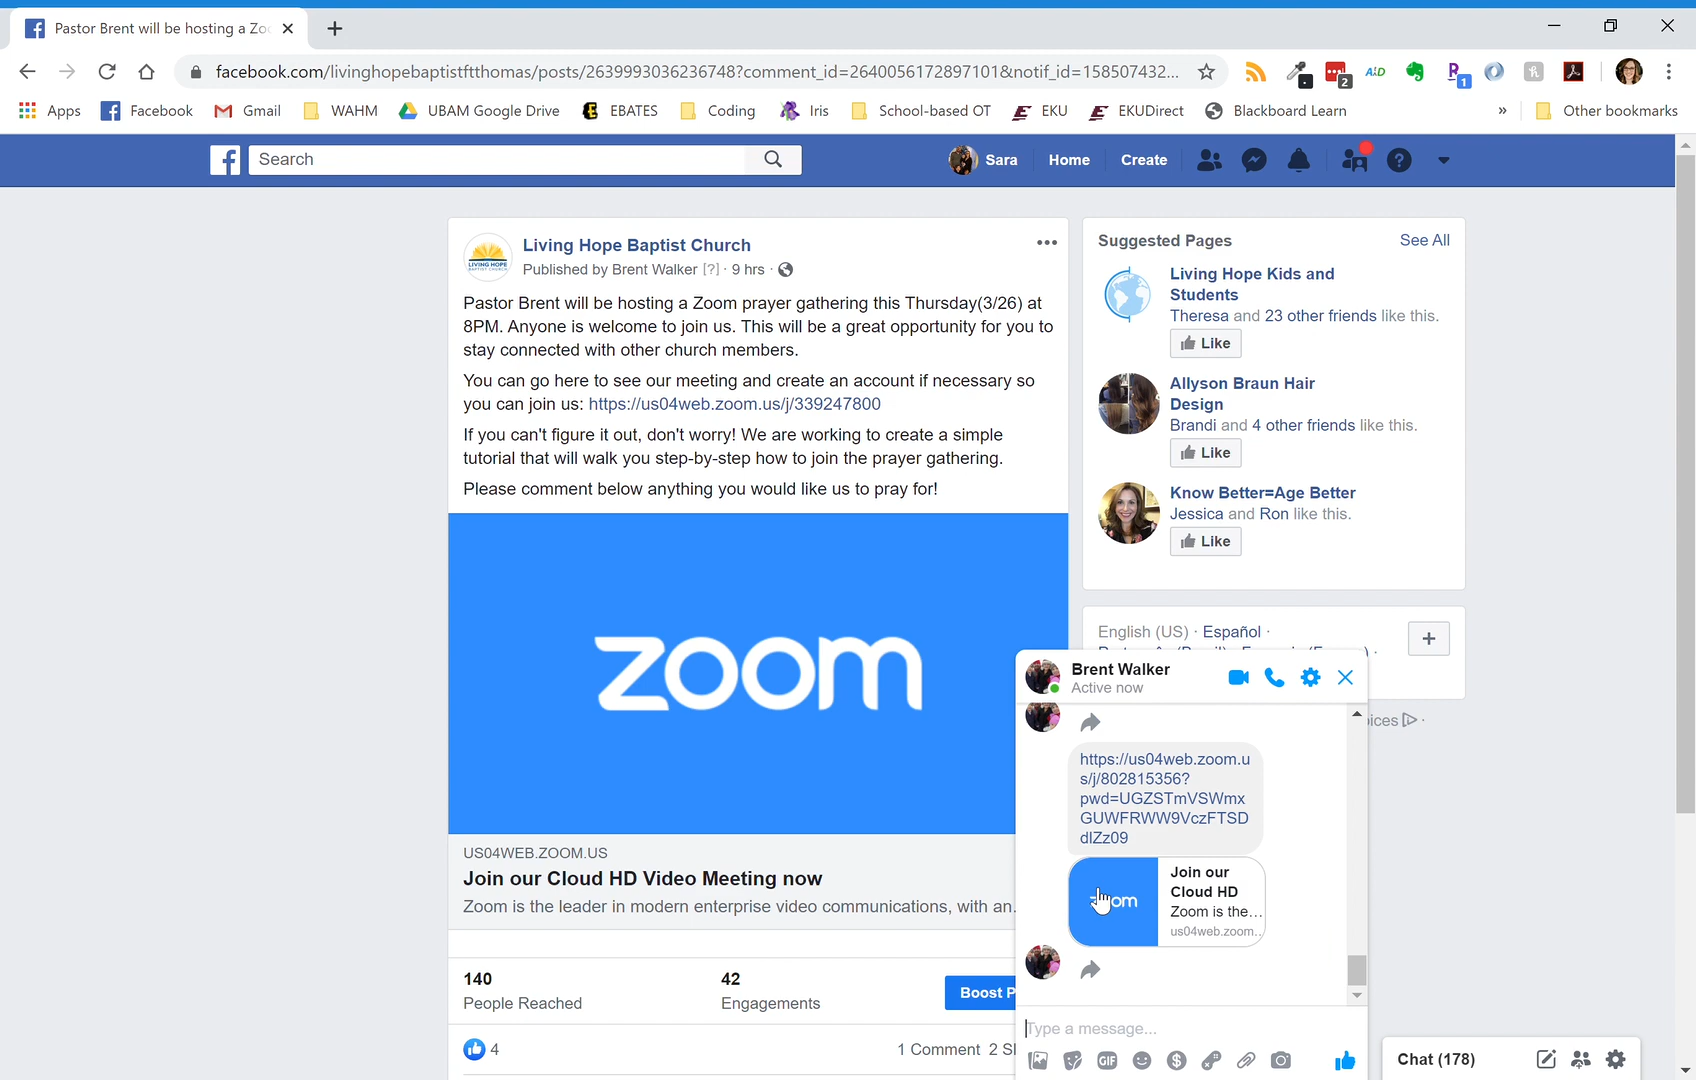 Pastor Brent will be hosting a Zo
facebook.com/livinghopebaptistftthomas/posts/2639993036236748?comment_id=2640056172897101&notif_id=158507432...
2
A&D
1
Apps
Facebook
Gmail
WAHM
UBAM Google Drive
EBATES
Coding
Iris
School-based OT
EKU
EKUDirect
Blackboard Learn
»
Other bookmarks
Search
Sara
Home
Create
Living Hope Baptist Church
Published by Brent Walker [?] · 9 hrs ·
LIVING HOPE
BAPTIST CHURCH
Pastor Brent will be hosting a Zoom prayer gathering this Thursday(3/26) at
8PM. Anyone is welcome to join us. This will be a great opportunity for you to
stay connected with other church members.
You can go here to see our meeting and create an account if necessary so
you can join us: https://us04web.zoom.us/j/339247800
If you can't figure it out, don't worry! We are working to create a simple
tutorial that will walk you step-by-step how to join the prayer gathering.
Please comment below anything you would like us to pray for!
zoom
US04WEB.ZOOM.US
Join our Cloud HD Video Meeting now
Zoom is the leader in modern enterprise video communications, with an...
140
People Reached
42
Engagements
Boost P
4
1 Comment 2 S
Suggested Pages
See All
Living Hope Kids and
Students
Theresa and 23 other friends like this.
Like
Allyson Braun Hair
Design
Brandi and 4 other friends like this.
Like
Know Better=Age Better
Jessica and Ron like this.
Like
English (US) · Español ·
+
Brent Walker
Active now
https://us04web.zoom.u
s/j/802815356?
pwd=UGZSTmVSWmx
GUWFRWW9VczFTSD
dlZz09
Join our
Cloud HD
Zoom is the...
us04web.zoom..
Type a message...
GIF
Chat (178)